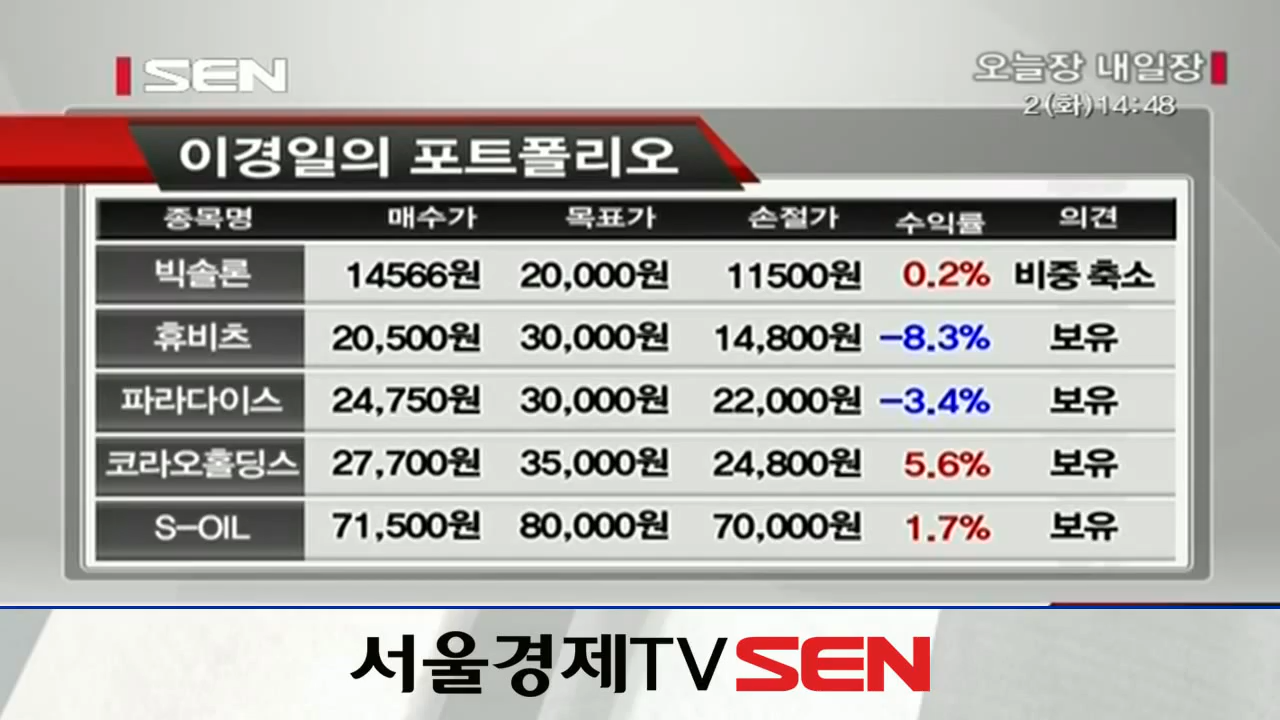 SEN
오늘장 내일장
2(화)14:48
이경일의 포트폴리오
종목명 매수가 목표가 손절가 수익률 의견
빅솔론 14566원 20,000원 11500원 0.2% 비중 축소
휴비츠 20,500원 30,000원 14,800원 -8.3% 보유
파라다이스 24,750원 30,000원 22,000원 -3.4% 보유
코라오홀딩스 27,700원 35,000원 24,800원 5.6% 보유
S-OIL 71,500원 80,000원 70,000원 1.7% 보유
서울경제TV SEN